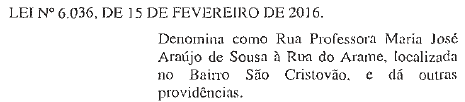 LEI Nº 6.036, DE 15 DE FEVEREIRO DE 2016.
Denomina como Rua Professora Maria José
Araújo de Sousa à Rua do Arame, localizada
no Bairro São Cristovão, e dá outras
providências.